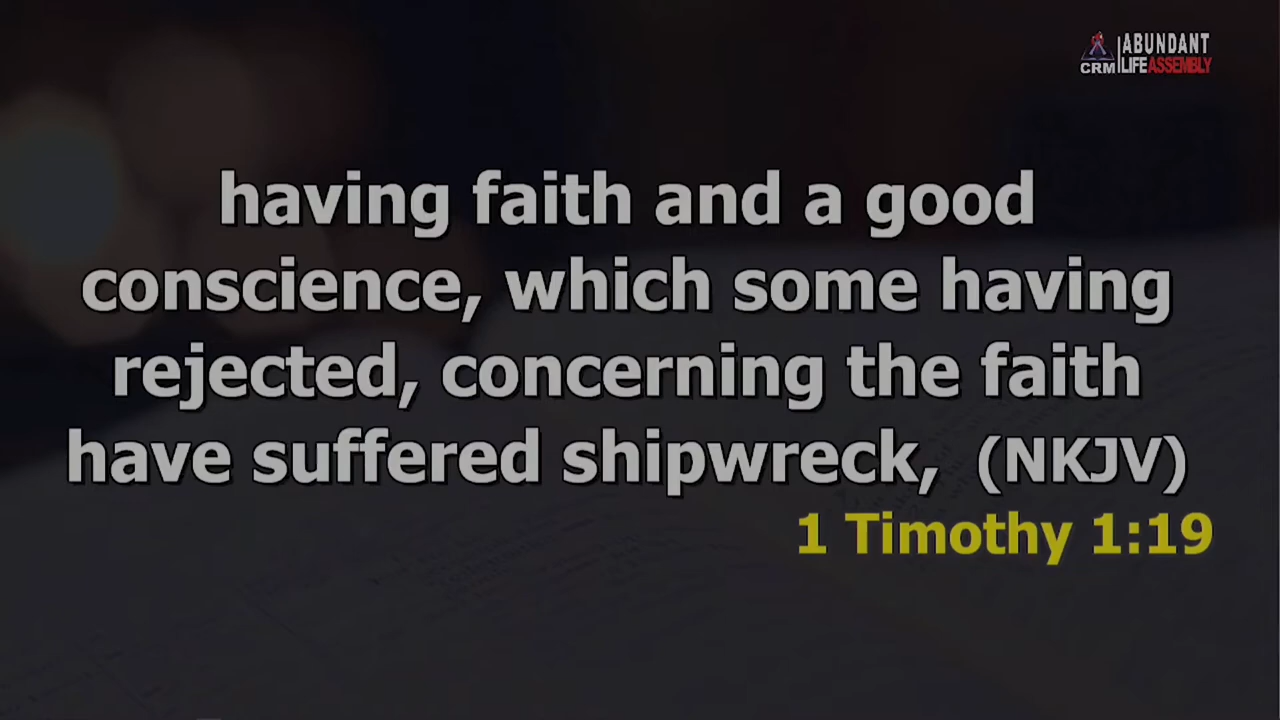 CRM
ABUNDANT
LIFE ASSEMBLY
having faith and a good
conscience, which some having
rejected, concerning the faith
have suffered shipwreck, (NKJV)
1 Timothy 1:19